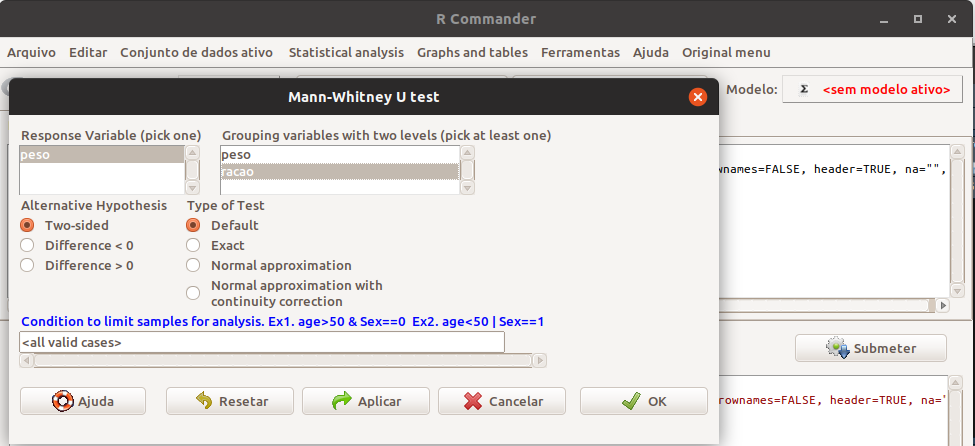 R Commander
Arquivo Editar Conjunto de dados ativo Statistical analysis Graphs and tables Ferramentas Ajuda Original menu
Modelo: Σ <sem modelo ativo>
Mann-Whitney U test
Response Variable (pick one) Grouping variables with two levels (pick at least one)
peso peso
racao
wnames=FALSE, header=TRUE, na="",
Alternative Hypothesis Type of Test
Two-sided Default
Difference < 0 Exact
Difference > 0 Normal approximation
Normal approximation with
continuity correction
Condition to limit samples for analysis. Ex1. age>50 & Sex==0 Ex2. age<50 | Sex==1
<all valid cases>
Submeter
Ajuda Resetar Aplicar Cancelar OK
rownames=FALSE, header=TRUE, na="